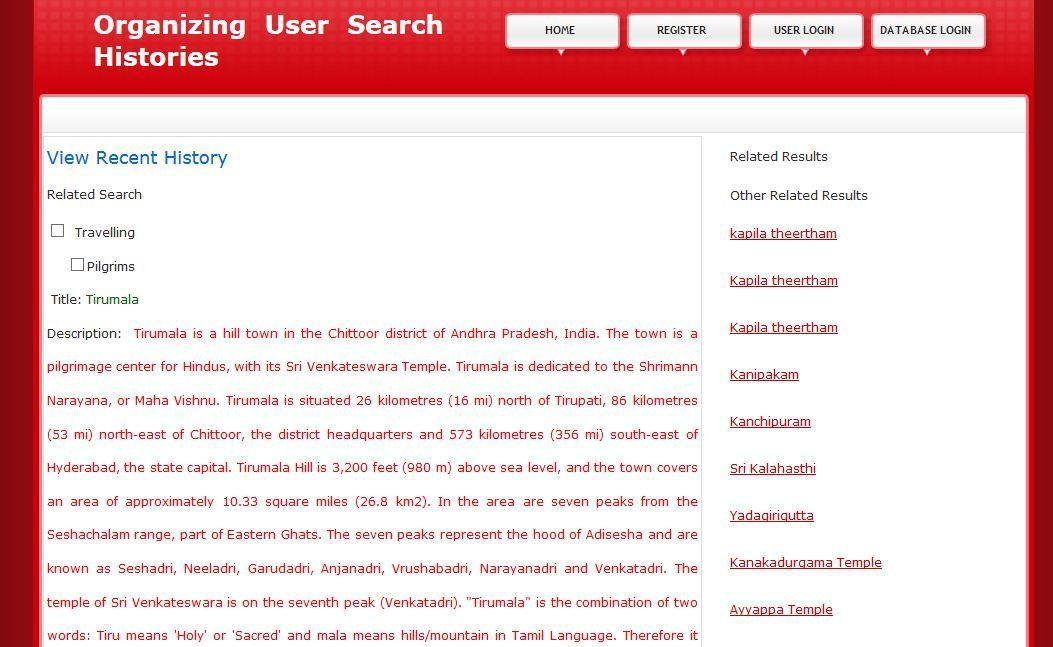 Organizing User Search
Histories
HOME
REGISTER
USER LOGIN
DATABASE LOGIN
View Recent History
Related Search
Travelling
Pilgrims
Title: Tirumala
Description: Tirumala is a hill town in the Chittoor district of Andhra Pradesh, India. The town is a
pilgrimage center for Hindus, with its Sri Venkateswara Temple. Tirumala is dedicated to the Shrimann
Narayana, or Maha Vishnu. Tirumala is situated 26 kilometres (16 mi) north of Tirupati, 86 kilometres
(53 mi) north-east of Chittoor, the district headquarters and 573 kilometres (356 mi) south-east of
Hyderabad, the state capital. Tirumala Hill is 3,200 feet (980 m) above sea level, and the town covers
an area of approximately 10.33 square miles (26.8 km2). In the area are seven peaks from the
Seshachalam range, part of Eastern Ghats. The seven peaks represent the hood of Adisesha and are
known as Seshadri, Neeladri, Garudadri, Anjanadri, Vrushabadri, Narayanadri and Venkatadri. The
temple of Sri Venkateswara is on the seventh peak (Venkatadri). "Tirumala" is the combination of two
words: Tiru means 'Holy' or 'Sacred' and mala means hills/mountain in Tamil Language. Therefore it
Related Results
Other Related Results
kapila theertham
Kapila theertham
Kapila theertham
Kanipakam
Kanchipuram
Sri Kalahasthi
Yadagirigutta
Kanakadurgama Temple
Ayyappa Temple